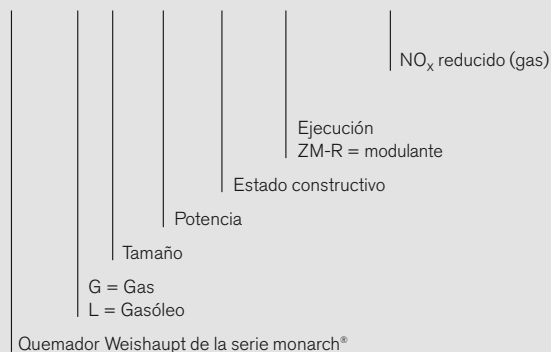 NOx reducido (gas)
Ejecución
ZM-R = modulante
Estado constructivo
Potencia
Tamaño
G = Gas
L = Gasóleo
Quemador Weishaupt de la serie monarch®